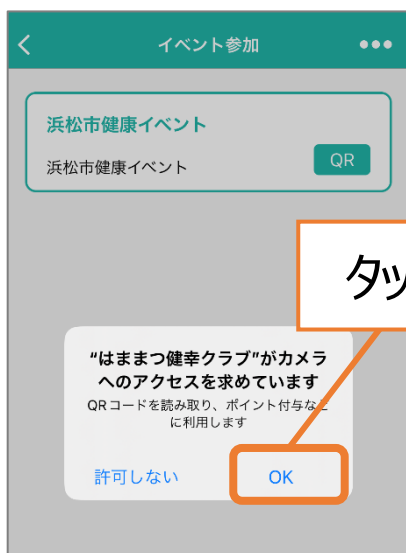 イベント参加
浜松市健康イベント
浜松市健康イベント
QR
タッ
“はままつ健幸クラブ”がカメラ
へのアクセスを求めています
QRコードを読み取り、ポイント付与など
に利用します
許可しない
OK